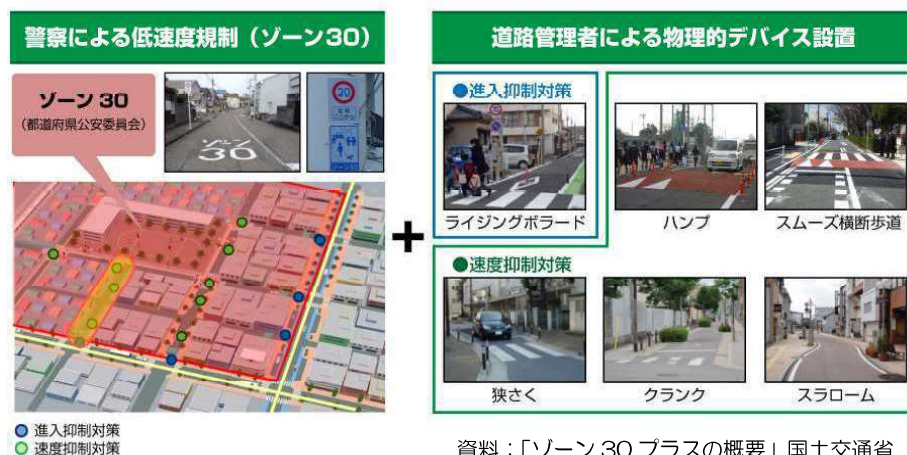 警察による低速度規制（ゾーン30）
ゾーン 30
（都道府県公安委員会）
ゾーン
30
30
進入抑制対策
速度抑制対策
+
道路管理者による物理的デバイス設置
●進入抑制対策
ライジングボラード
ハンプ
スムーズ横断歩道
●速度抑制対策
狭さく
クランク
スラローム
資料：「ゾーン 30 プラスの概要」国土交通省